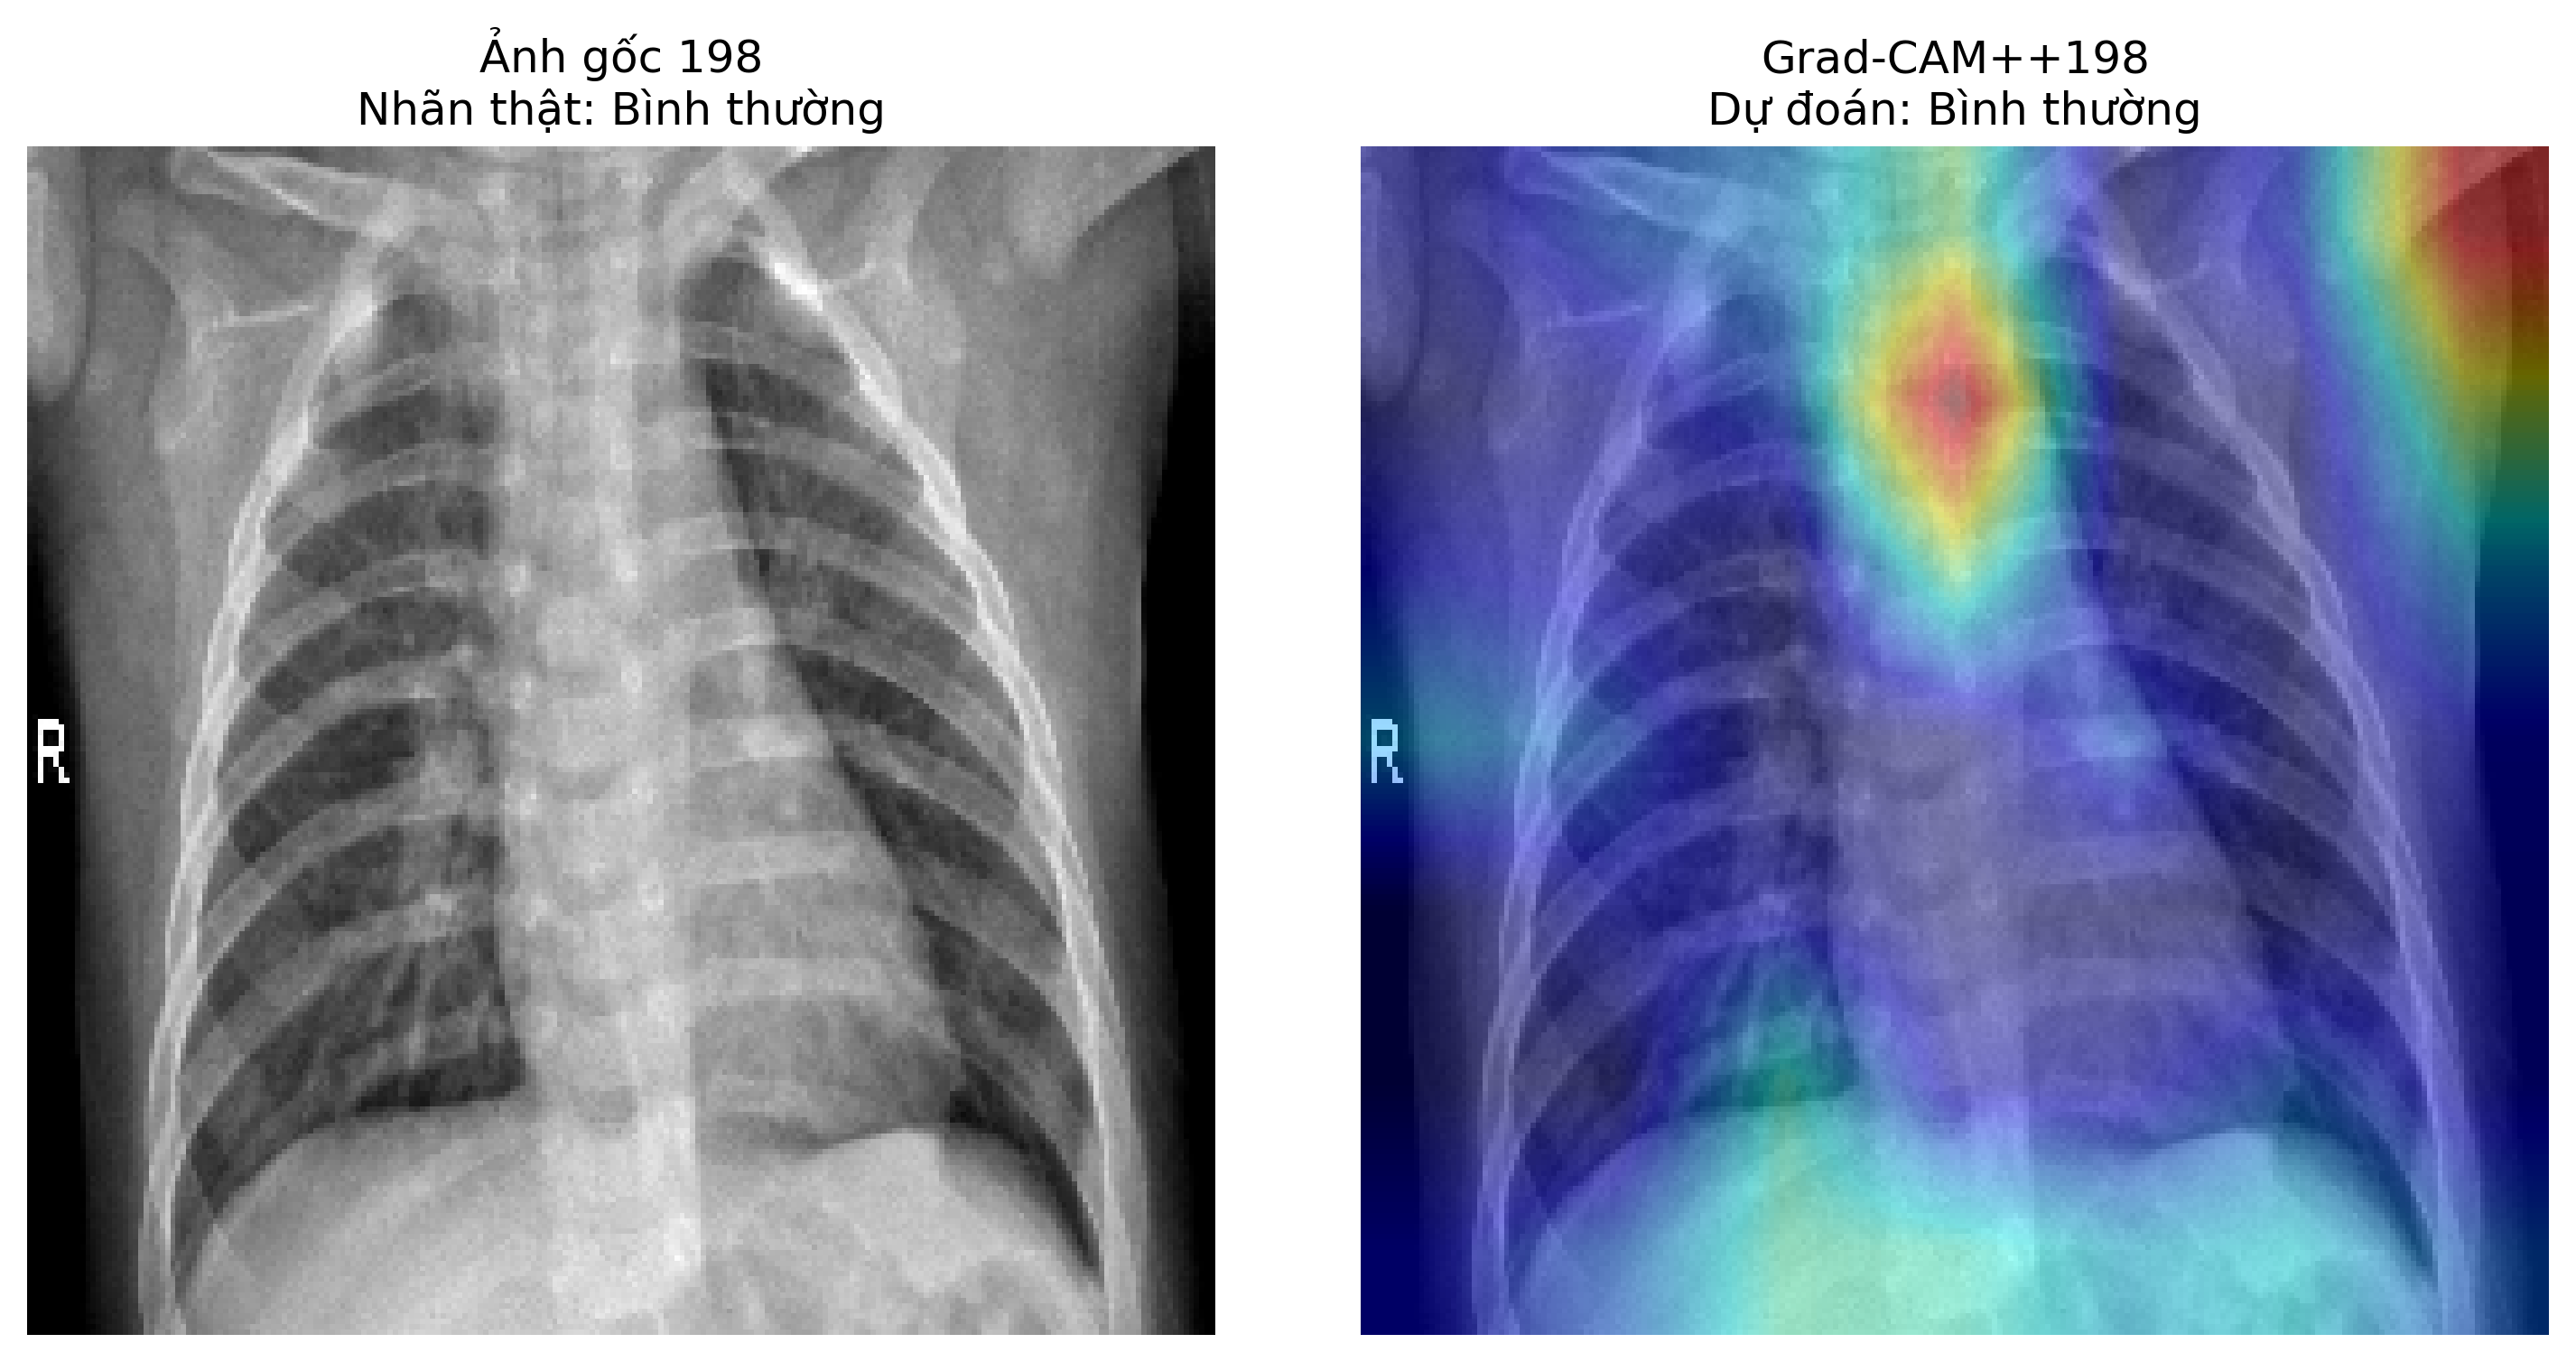 Ảnh gốc 198
Nhãn thật: Bình thường
Grad-CAM++198
Dự đoán: Bình thường
R
R